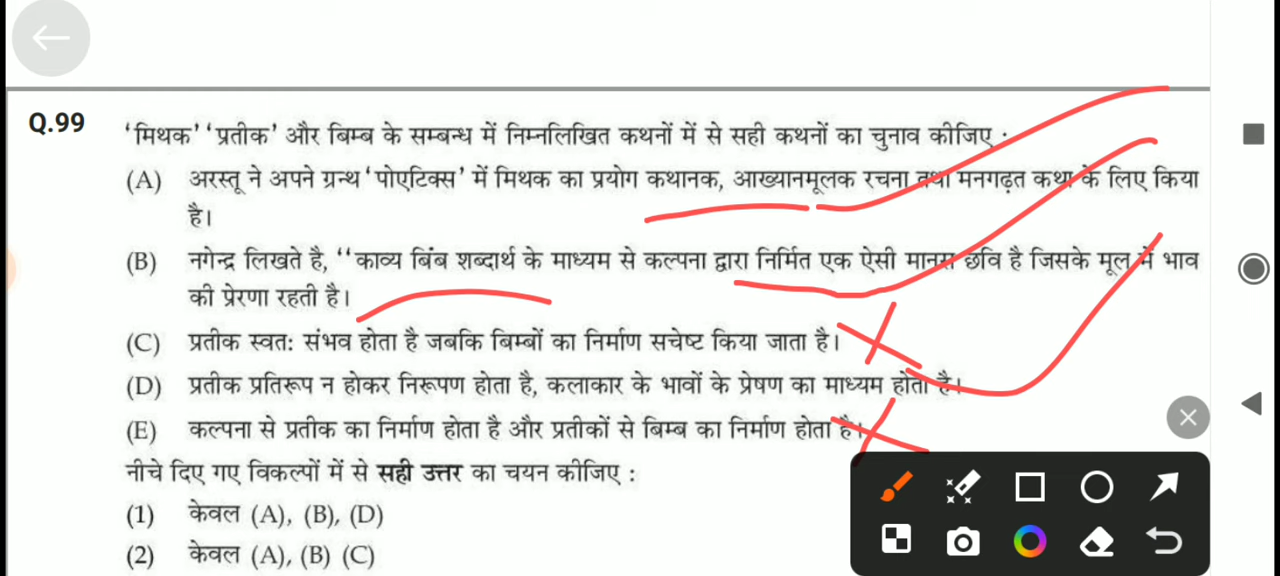 Q.99 'मिथक' 'प्रतीक' और बिम्ब के सम्बन्ध में निम्नलिखित कथनों में से सही कथनों का चुनाव कीजिए :
(A) अरस्तू ने अपने ग्रन्थ 'पोएटिक्स' में मिथक का प्रयोग कथानक, आख्यानमूलक रचना तथा मनगढ़त कथा के लिए किया
है।
(B) नगेन्द्र लिखते है, "काव्य बिंब शब्दार्थ के माध्यम से कल्पना द्वारा निर्मित एक ऐसी मानस छवि है जिसके मूल में भाव
की प्रेरणा रहती है।
(C) प्रतीक स्वत: संभव होता है जबकि बिम्बों का निर्माण सचेष्ट किया जाता है।
(D) प्रतीक प्रतिरूप न होकर निरूपण होता है, कलाकार के भावों के प्रेषण का माध्यम होता है।
(E) कल्पना से प्रतीक का निर्माण होता है और प्रतीकों से बिम्ब का निर्माण होता है।
नीचे दिए गए विकल्पों में से सही उत्तर का चयन कीजिए :
(1) केवल (A), (B), (D)
(2) केवल (A), (B) (C)